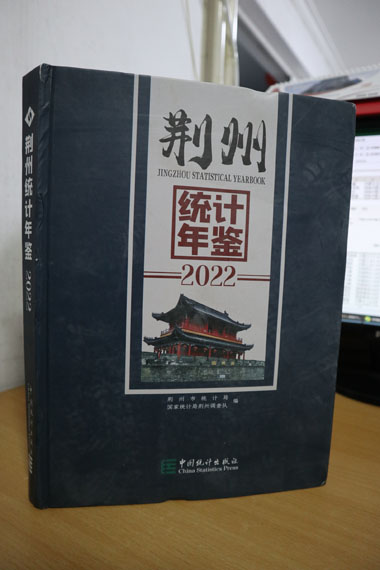 荆州
JINGZHOU STATISTICAL YEARBOOK
统计
年鉴
2022
荆州市统计局
国家统计局荆州调查队
编
中国统计出版社
China Statistics Press
荆州统计年鉴 2022